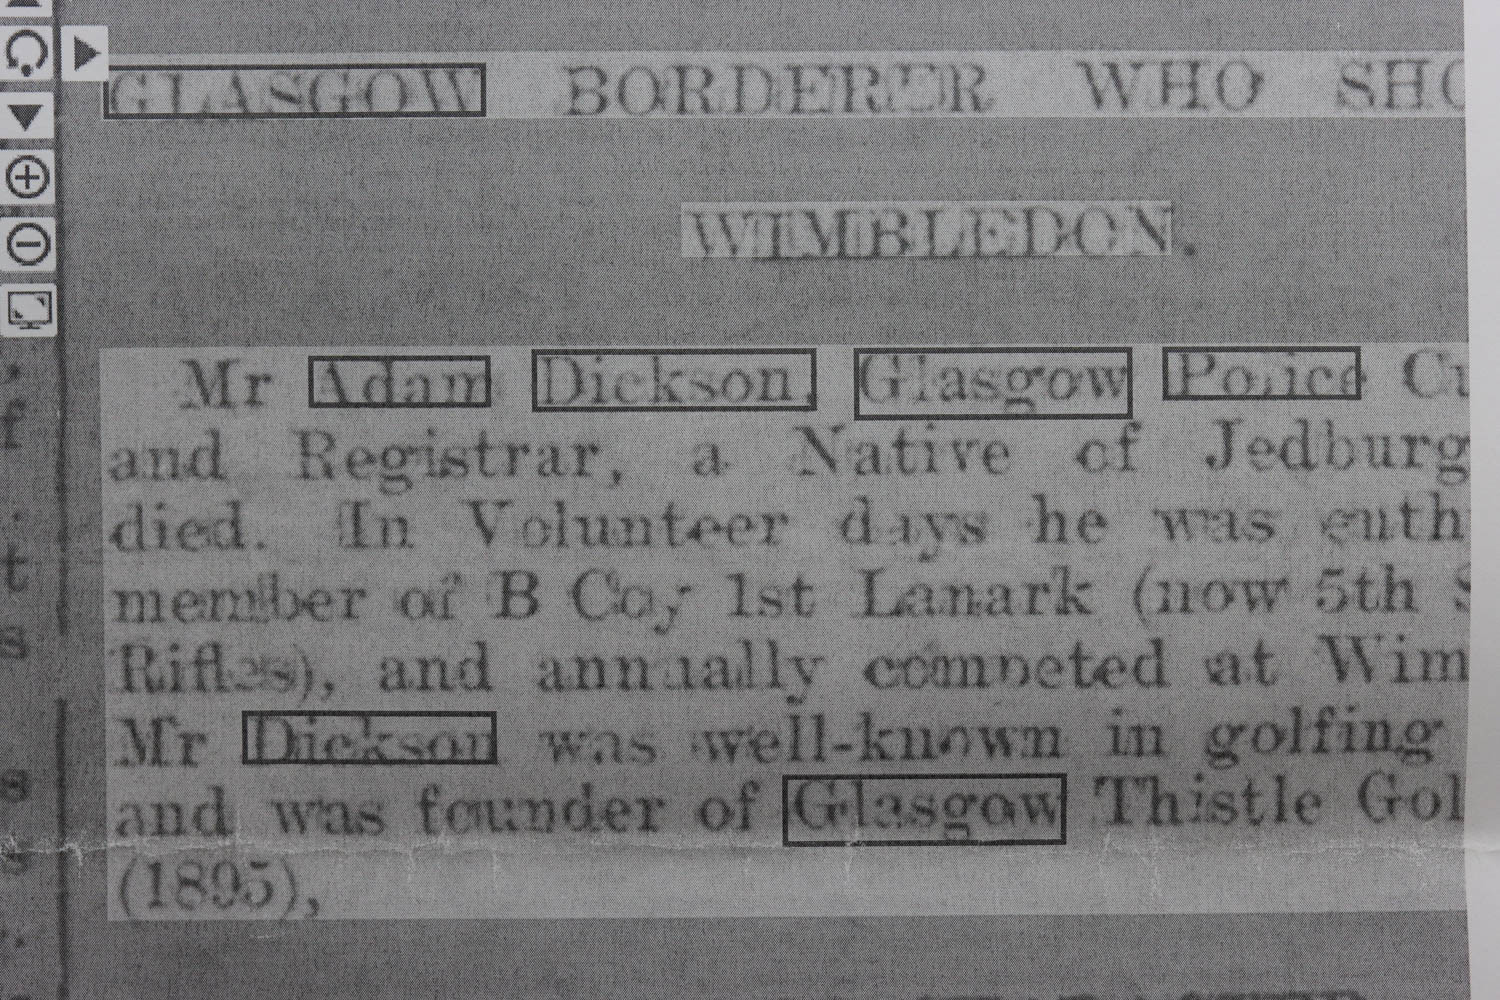 GLASGOW BORDERER WHO SHO
WIMBLEDON.
Mr Adam Dickson, Glasgow Police Cu
and Registrar, a Native of Jedburg
died. In Volunteer days he was enth
member of B Coy 1st Lanark (now 5th S
Rifles), and annually competed at Wim
Mr Dickson was well-known in golfing
and was founder of Glasgow Thistle Gol
(1895),